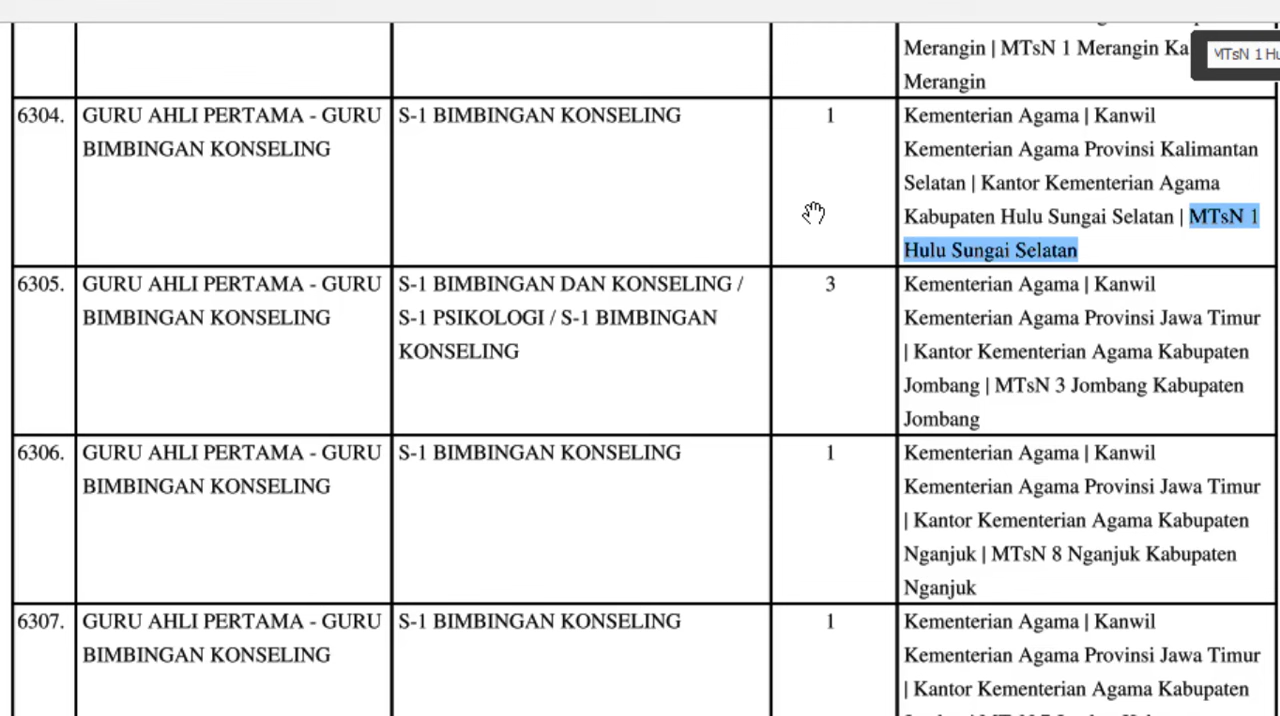 Merangin | MTsN 1 Merangin Ka
MTsN 1 Hu
Merangin
6304. GURU AHLI PERTAMA - GURU S-1 BIMBINGAN KONSELING 1 Kementerian Agama | Kanwil
BIMBINGAN KONSELING Kementerian Agama Provinsi Kalimantan
Selatan | Kantor Kementerian Agama
Kabupaten Hulu Sungai Selatan | MTsN 1
Hulu Sungai Selatan
6305. GURU AHLI PERTAMA - GURU S-1 BIMBINGAN DAN KONSELING / 3 Kementerian Agama | Kanwil
BIMBINGAN KONSELING S-1 PSIKOLOGI / S-1 BIMBINGAN Kementerian Agama Provinsi Jawa Timur
KONSELING | Kantor Kementerian Agama Kabupaten
Jombang | MTsN 3 Jombang Kabupaten
Jombang
6306. GURU AHLI PERTAMA - GURU S-1 BIMBINGAN KONSELING 1 Kementerian Agama | Kanwil
BIMBINGAN KONSELING Kementerian Agama Provinsi Jawa Timur
| Kantor Kementerian Agama Kabupaten
Nganjuk | MTsN 8 Nganjuk Kabupaten
Nganjuk
6307. GURU AHLI PERTAMA - GURU S-1 BIMBINGAN KONSELING 1 Kementerian Agama | Kanwil
BIMBINGAN KONSELING Kementerian Agama Provinsi Jawa Timur
| Kantor Kementerian Agama Kabupaten